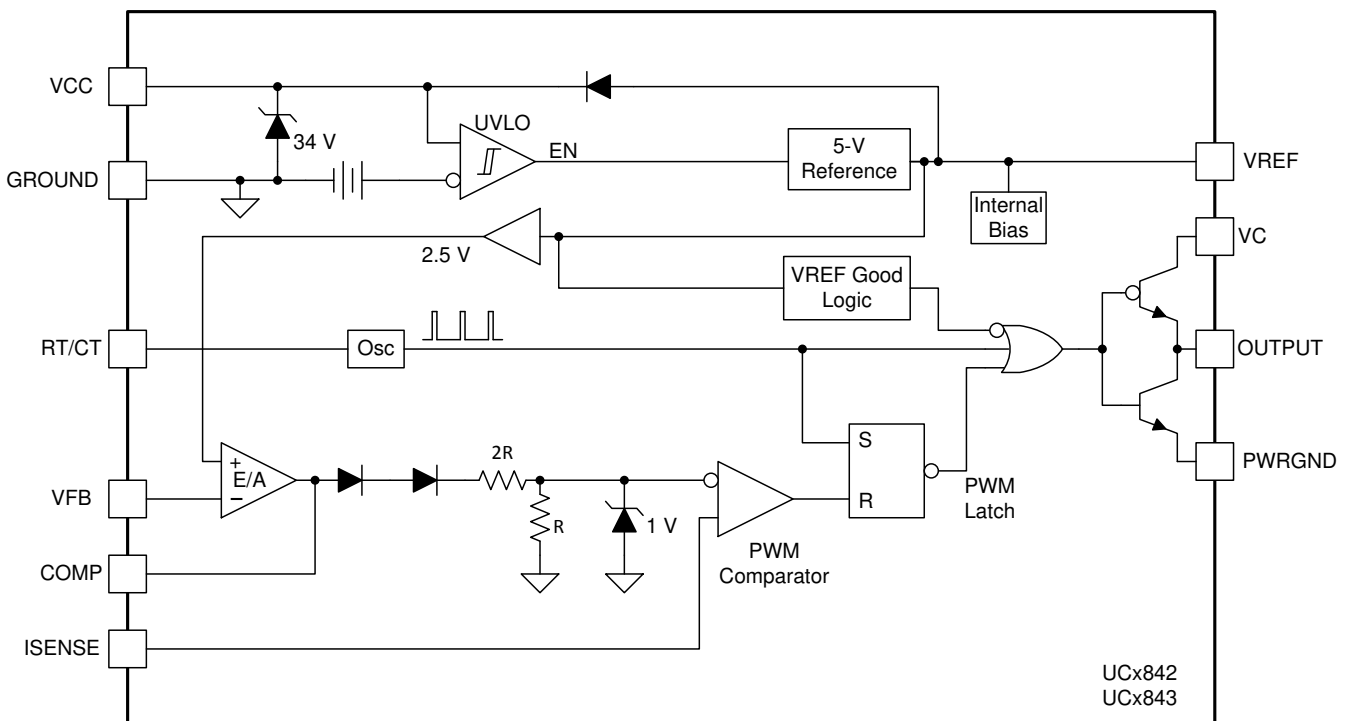 VCC
UVLO
34 V
EN
5-V
Reference
GROUND
VREF
Internal
Bias
VC
2.5 V
VREF Good
Logic
RT/CT
Osc
OUTPUT
S
2R
+
E/A
−
PWRGND
VFB
R
1 V
R
PWM
Latch
PWM
Comparator
COMP
ISENSE
UCx842
UCx843